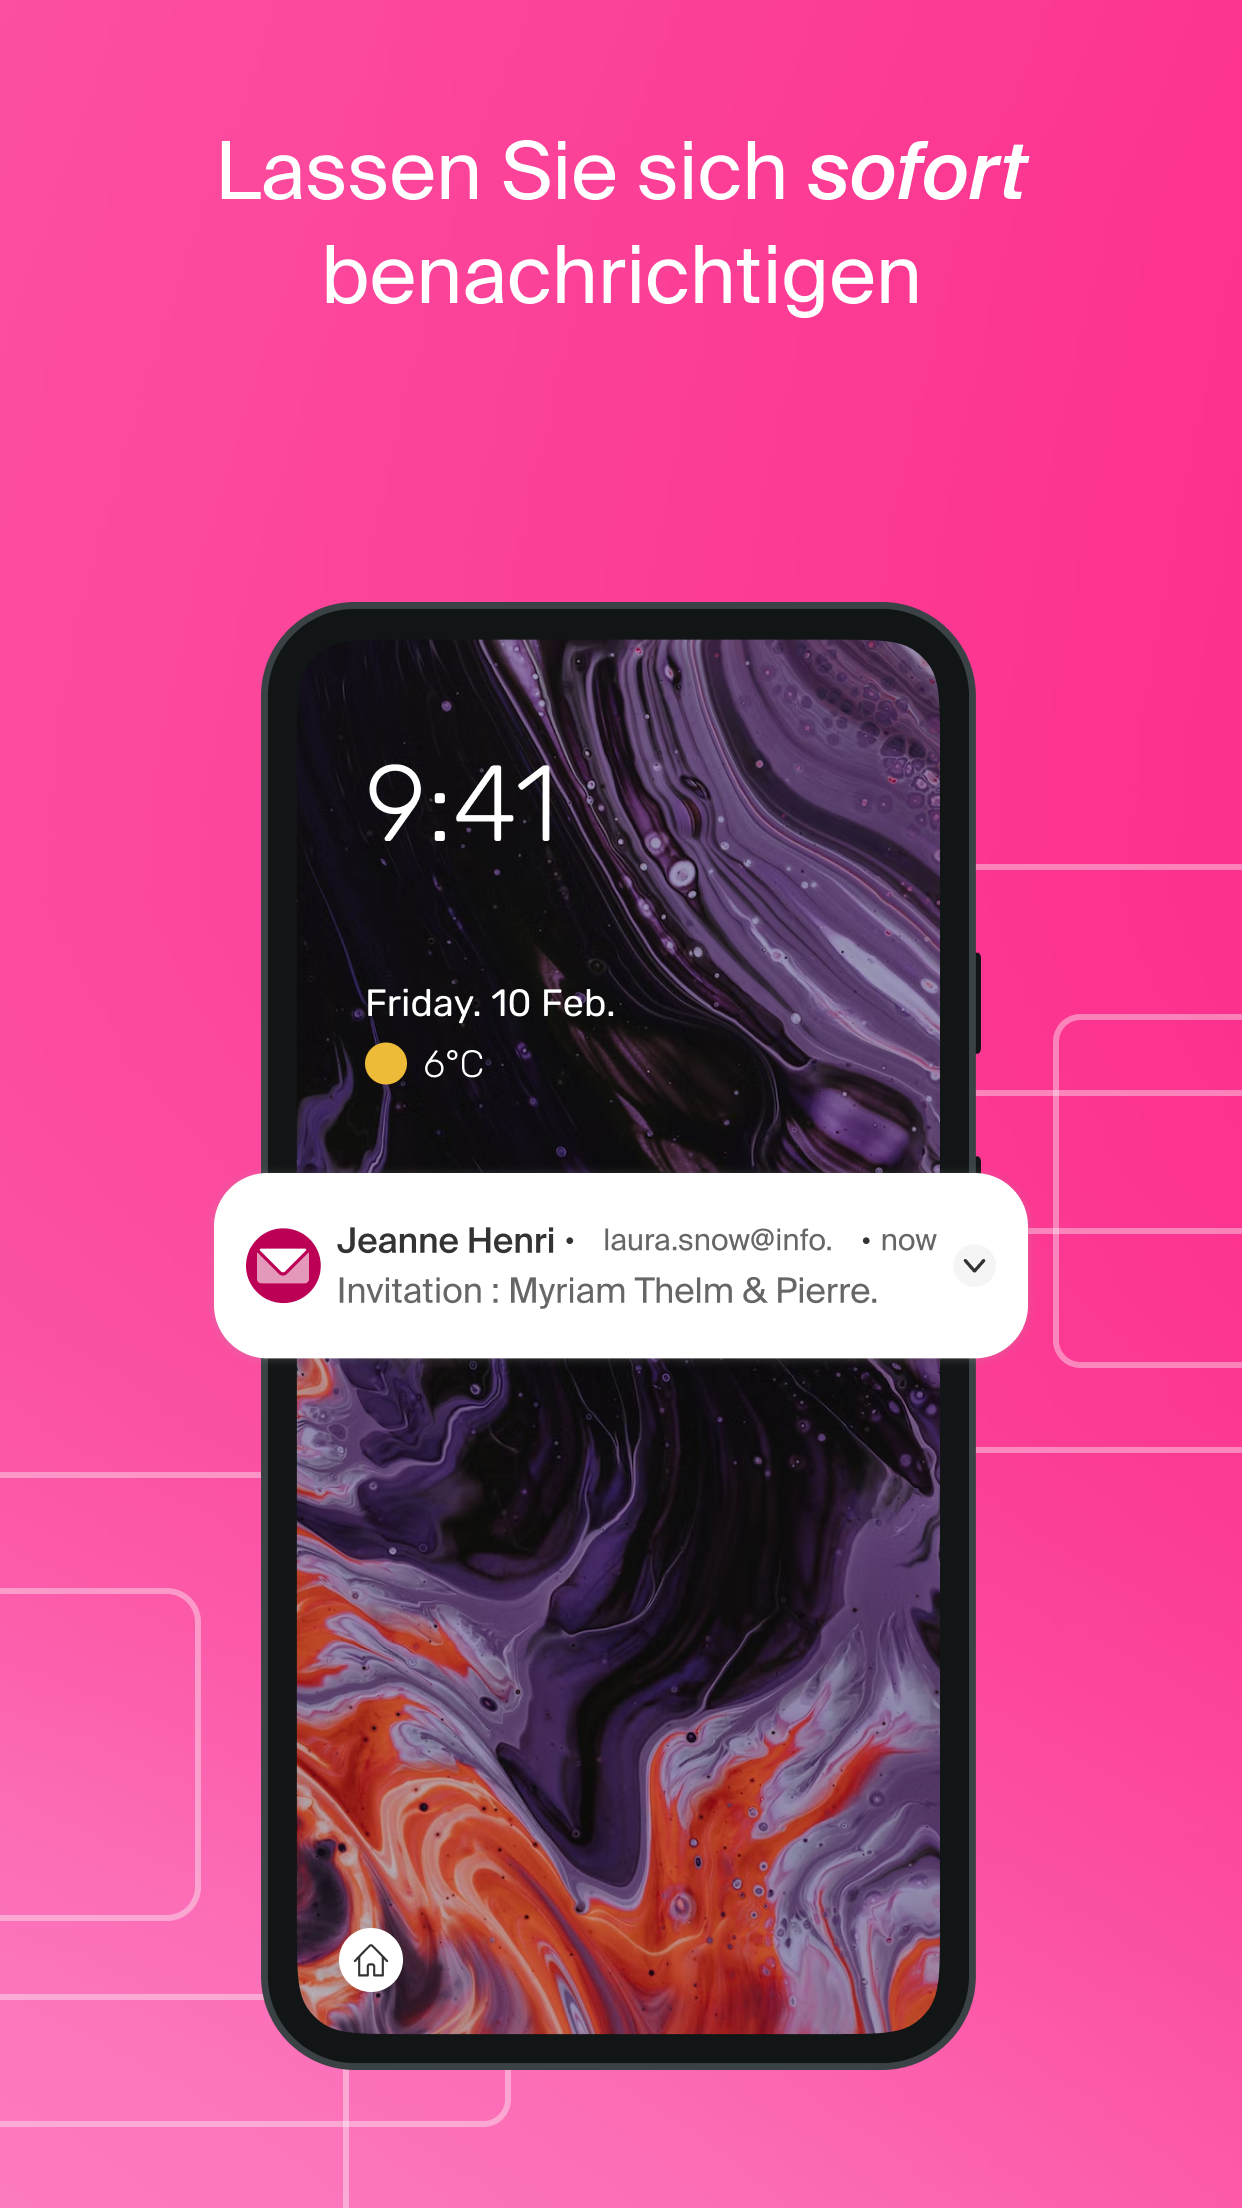 Lassen Sie sich sofort
benachrichtigen
9:41
Friday. 10 Feb.
6°C
Jeanne Henri • laura.snow@info. • now
Invitation : Myriam Thelm & Pierre.